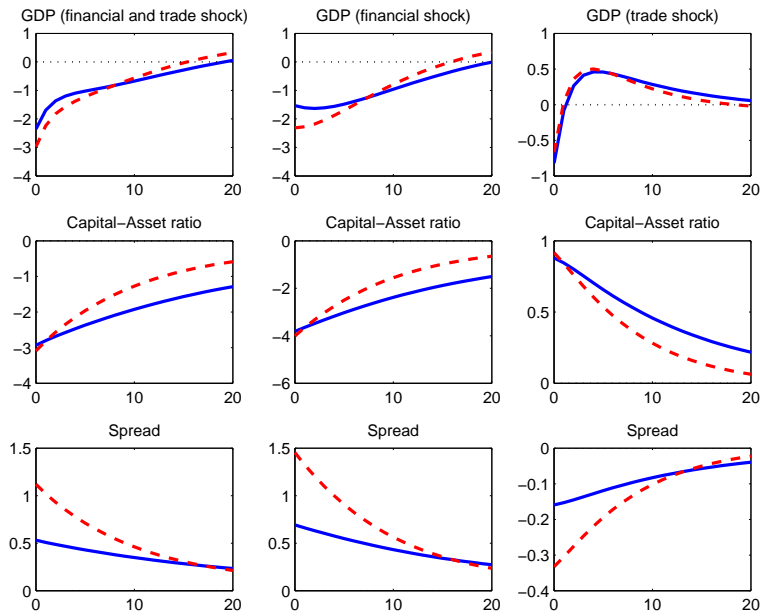 GDP (financial and trade shock)
1
0
−1
−2
−3
−4
0 10 20
GDP (financial shock)
1
0
−1
−2
−3
−4
0 10 20
GDP (trade shock)
1
0.5
0
−0.5
−1
0 10 20
Capital−Asset ratio
0
−1
−2
−3
−4
0 10 20
Capital−Asset ratio
0
−2
−4
−6
0 10 20
Capital−Asset ratio
1
0.5
0
0 10 20
Spread
1.5
1
0.5
0
0 10 20
Spread
1.5
1
0.5
0
0 10 20
Spread
0
−0.1
−0.2
−0.3
−0.4
0 10 20